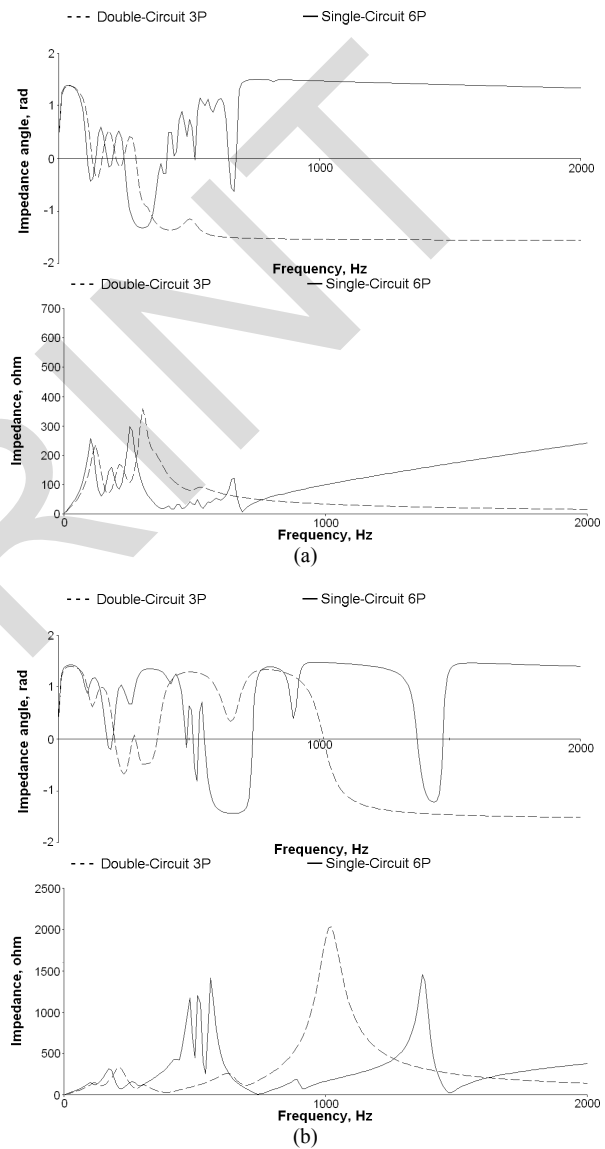 Double-Circuit 3P
Single-Circuit 6P
Impedance angle, rad
2
1
0
-1
-2
1000
2000
Frequency, Hz
Double-Circuit 3P
Single-Circuit 6P
Impedance, ohm
700
600
500
400
300
200
100
0
0
1000
2000
Frequency, Hz
(a)
Double-Circuit 3P
Single-Circuit 6P
Impedance angle, rad
2
1
0
-1
-2
1000
2000
Frequency, Hz
Double-Circuit 3P
Single-Circuit 6P
Impedance, ohm
2500
2000
1500
1000
500
0
0
1000
2000
Frequency, Hz
(b)
RINT